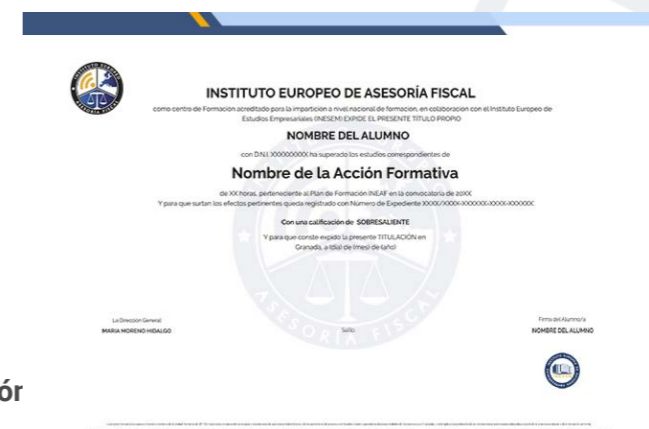 INSTITUTO EUROPEO DE ASESORÍA FISCAL
como centro de Formación acreditado para la impartición a nivel nacional de formación, en colaboración con el Instituto Europeo de
Estudios Empresariales (INESEM) EXPIDE EL PRESENTE TÍTULO PROPIO
NOMBRE DEL ALUMNO
con D.N.I. XXXXXXXXX ha superado los estudios correspondientes de
Nombre de la Acción Formativa
de XX horas, perteneciente al Plan de Formación INEAF en la convocatoria de 20XX
Y para que surtan los efectos pertinentes queda registrado con Número de Expediente XXXX/XXXX-XXXXXX-XXXX-XXXXXX
Con una calificación de SOBRESALIENTE
Y para que conste expido la presente TITULACIÓN en
Granada, a (día) de (mes) de (año)
ASESORÍA FISCAL
La Dirección General
MARIA MORENO HIDALGO
Sello
Firma del Alumno/a
NOMBRE DEL ALUMNO